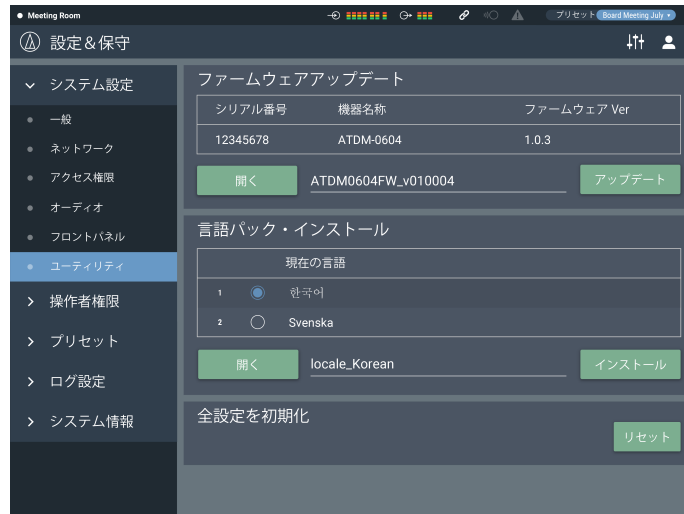 Meeting Room
プリセット Board Meeting July
設定＆保守
システム設定
一般
ネットワーク
アクセス権限
オーディオ
フロントパネル
ユーティリティ
操作者権限
プリセット
ログ設定
システム情報
ファームウェアアップデート
シリアル番号 機器名称 ファームウェア Ver
12345678 ATDM-0604 1.0.3
開く ATDM0604FW_v010004 アップデート
言語パック・インストール
現在の言語
1 한국어
2 Svenska
開く locale_Korean インストール
全設定を初期化
リセット